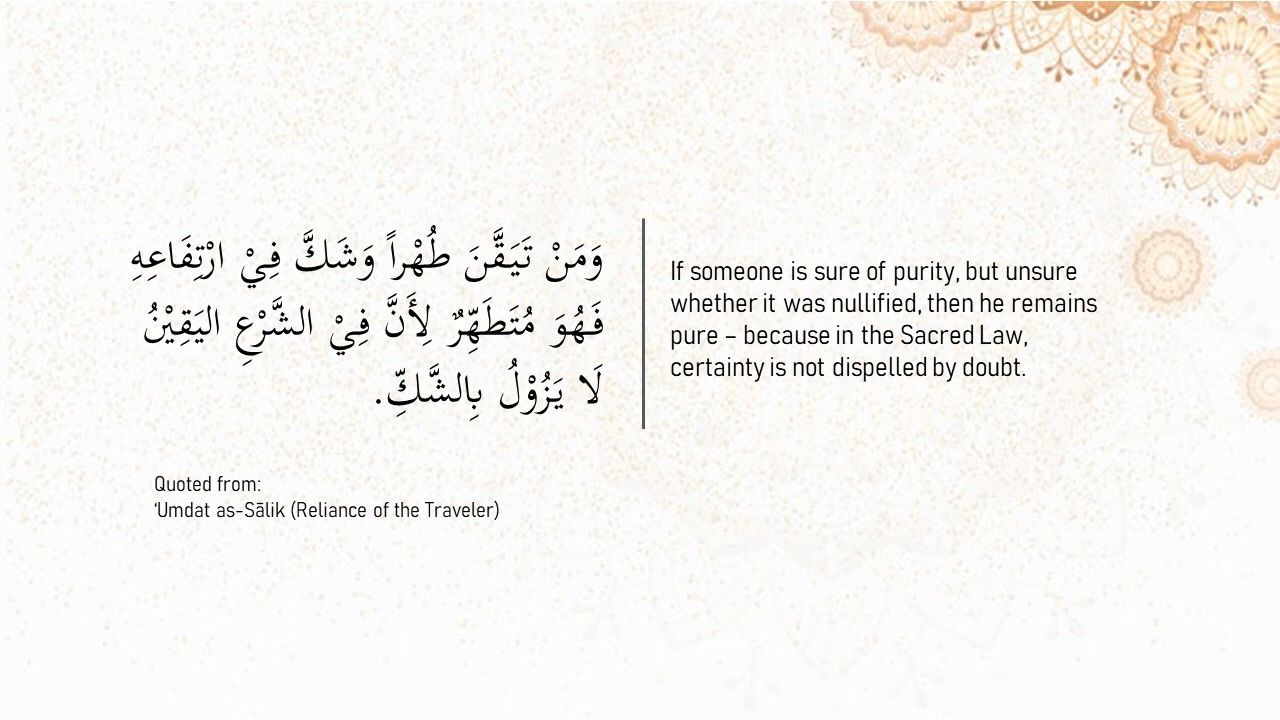 وَمَنْ تَيَقَّنَ طُهْراً وَشَكَّ فِيْ ارْتِفَاعِهِ
فَهُوَ مُتَطَهِّرٌ لِأَنَّ فِيْ الشَّرْعِ اليَقِيْنُ
لَا يَزُوْلُ بِالشَّكِّ.
If someone is sure of purity, but unsure
whether it was nullified, then he remains
pure – because in the Sacred Law,
certainty is not dispelled by doubt.
Quoted from:
‘Umdat as-Sālik (Reliance of the Traveler)